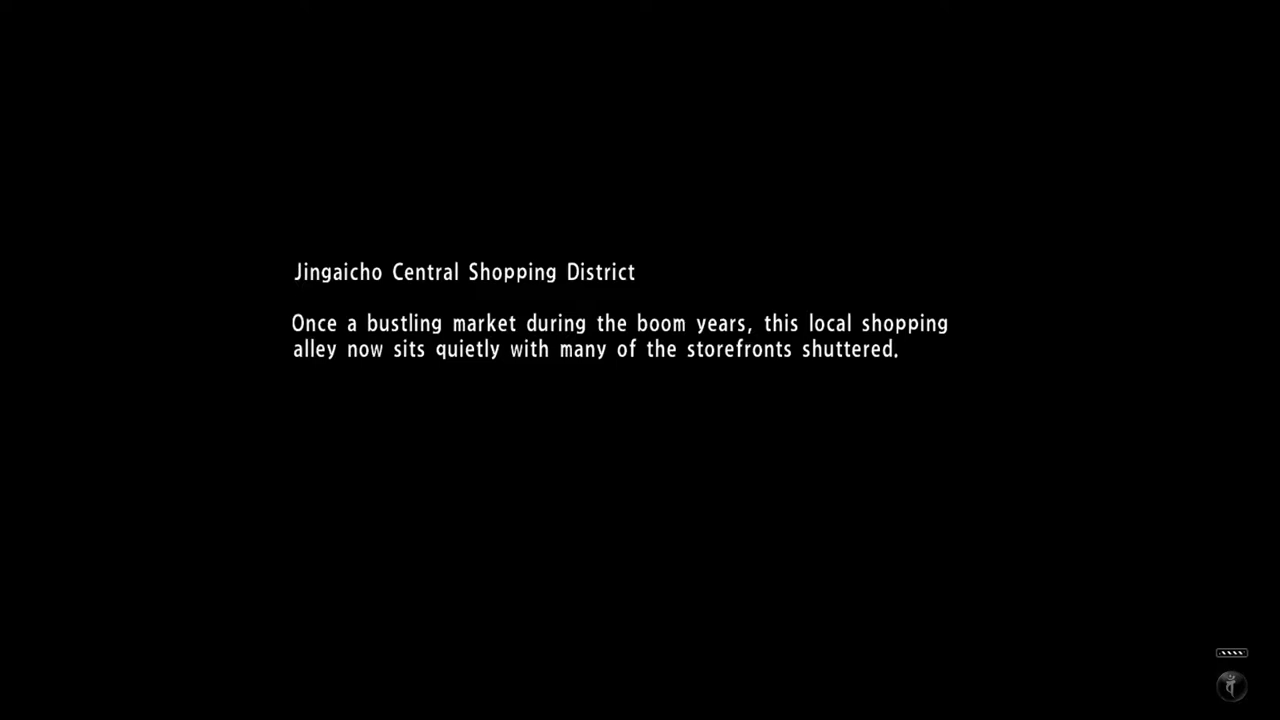 Jingaicho Central Shopping District
Once a bustling market during the boom years, this local shopping
alley now sits quietly with many of the storefronts shuttered.